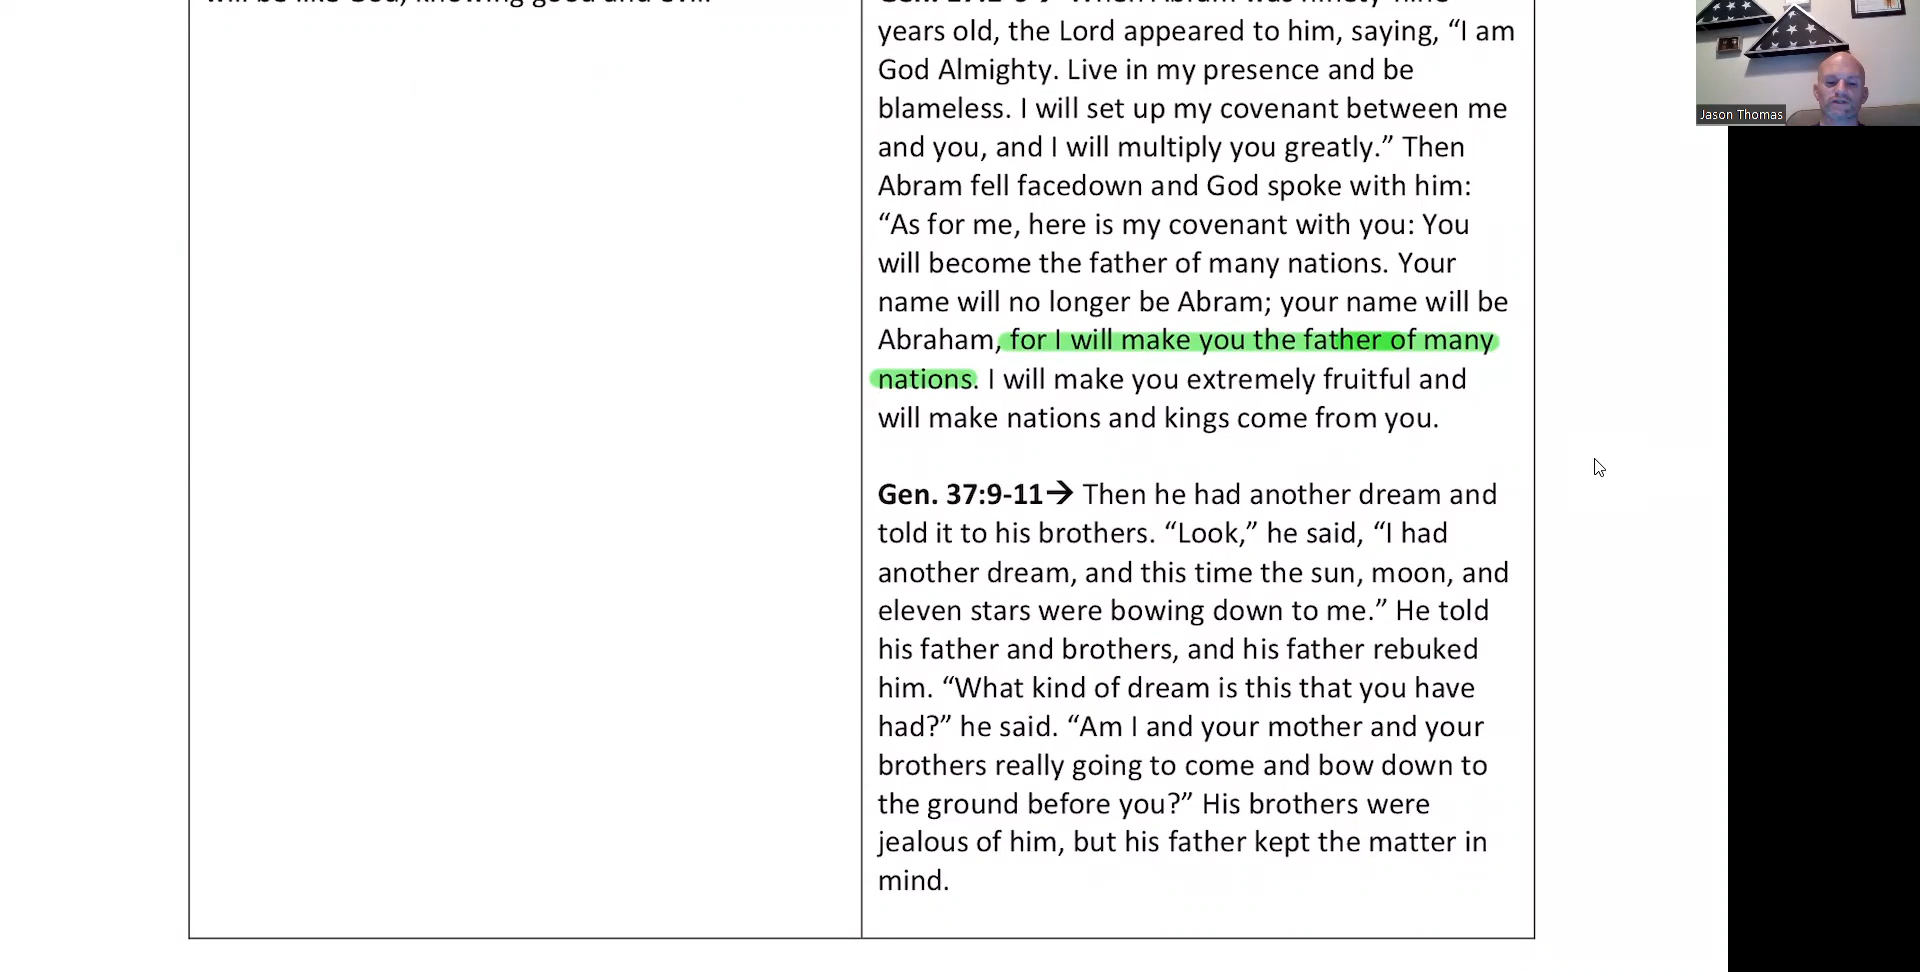 years old, the Lord appeared to him, saying, “I am
God Almighty. Live in my presence and be
blameless. I will set up my covenant between me
and you, and I will multiply you greatly.” Then
Abram fell facedown and God spoke with him:
“As for me, here is my covenant with you: You
will become the father of many nations. Your
name will no longer be Abram; your name will be
Abraham, for I will make you the father of many
nations. I will make you extremely fruitful and
will make nations and kings come from you.
Gen. 37:9-11→ Then he had another dream and
told it to his brothers. “Look,” he said, “I had
another dream, and this time the sun, moon, and
eleven stars were bowing down to me.” He told
his father and brothers, and his father rebuked
him. “What kind of dream is this that you have
had?” he said. “Am I and your mother and your
brothers really going to come and bow down to
the ground before you?” His brothers were
jealous of him, but his father kept the matter in
mind.
Jason Thomas